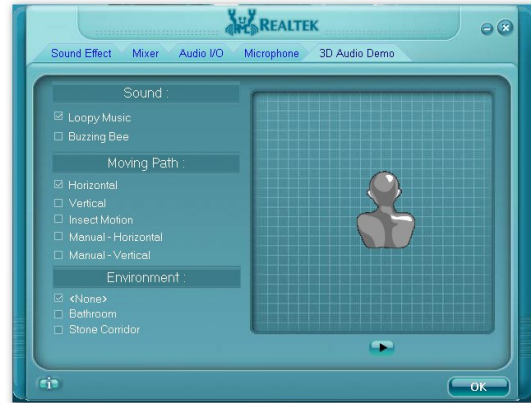 REALTEK
Sound Effect Mixer Audio I/O Microphone 3D Audio Demo
Sound :
Loopy Music
Buzzing Bee
Moving Path :
Horizontal
Vertical
Insect Motion
Manual - Horizontal
Manual - Vertical
Environment :
<None>
Bathroom
Stone Corridor
i
OK